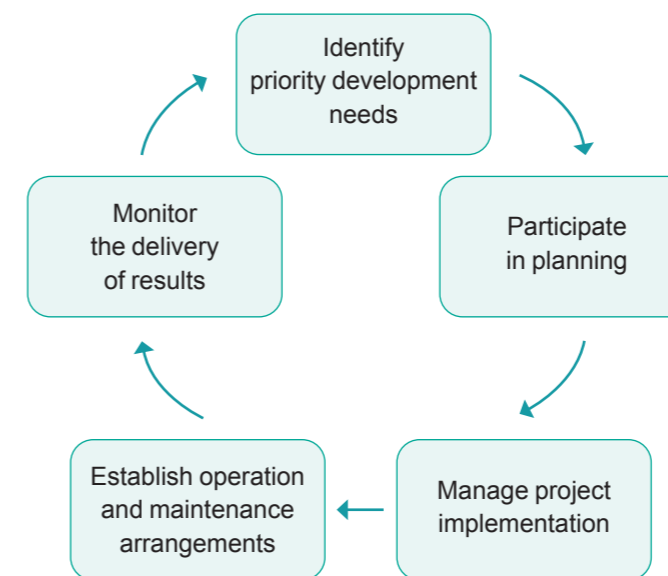 Identify
priority development
needs
Participate
in planning
Manage project
implementation
Establish operation
and maintenance
arrangements
Monitor
the delivery
of results